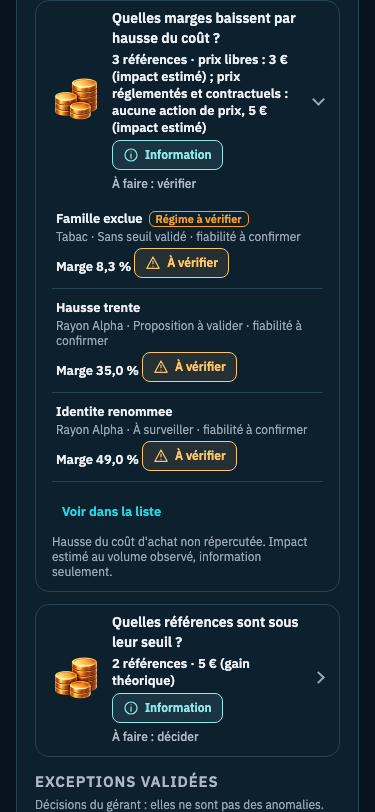 Quelles marges baissent par
hausse du coût ?
3 références · prix libres : 3 €
(impact estimé) ; prix
réglementés et contractuels :
aucune action de prix, 5 €
(impact estimé)
Information
À faire : vérifier
Famille exclue Régime à vérifier
Tabac · Sans seuil validé · fiabilité à confirmer
Marge 8,3 % À vérifier
Hausse trente
Rayon Alpha · Proposition à valider · fiabilité à
confirmer
Marge 35,0 % À vérifier
Identite renommee
Rayon Alpha · À surveiller · fiabilité à confirmer
Marge 49,0 % À vérifier
Voir dans la liste
Hausse du coût d'achat non répercutée. Impact
estimé au volume observé, information
seulement.
Quelles références sont sous
leur seuil ?
2 références · 5 € (gain
théorique)
Information
À faire : décider
EXCEPTIONS VALIDÉES
Décisions du gérant : elles ne sont pas des anomalies.